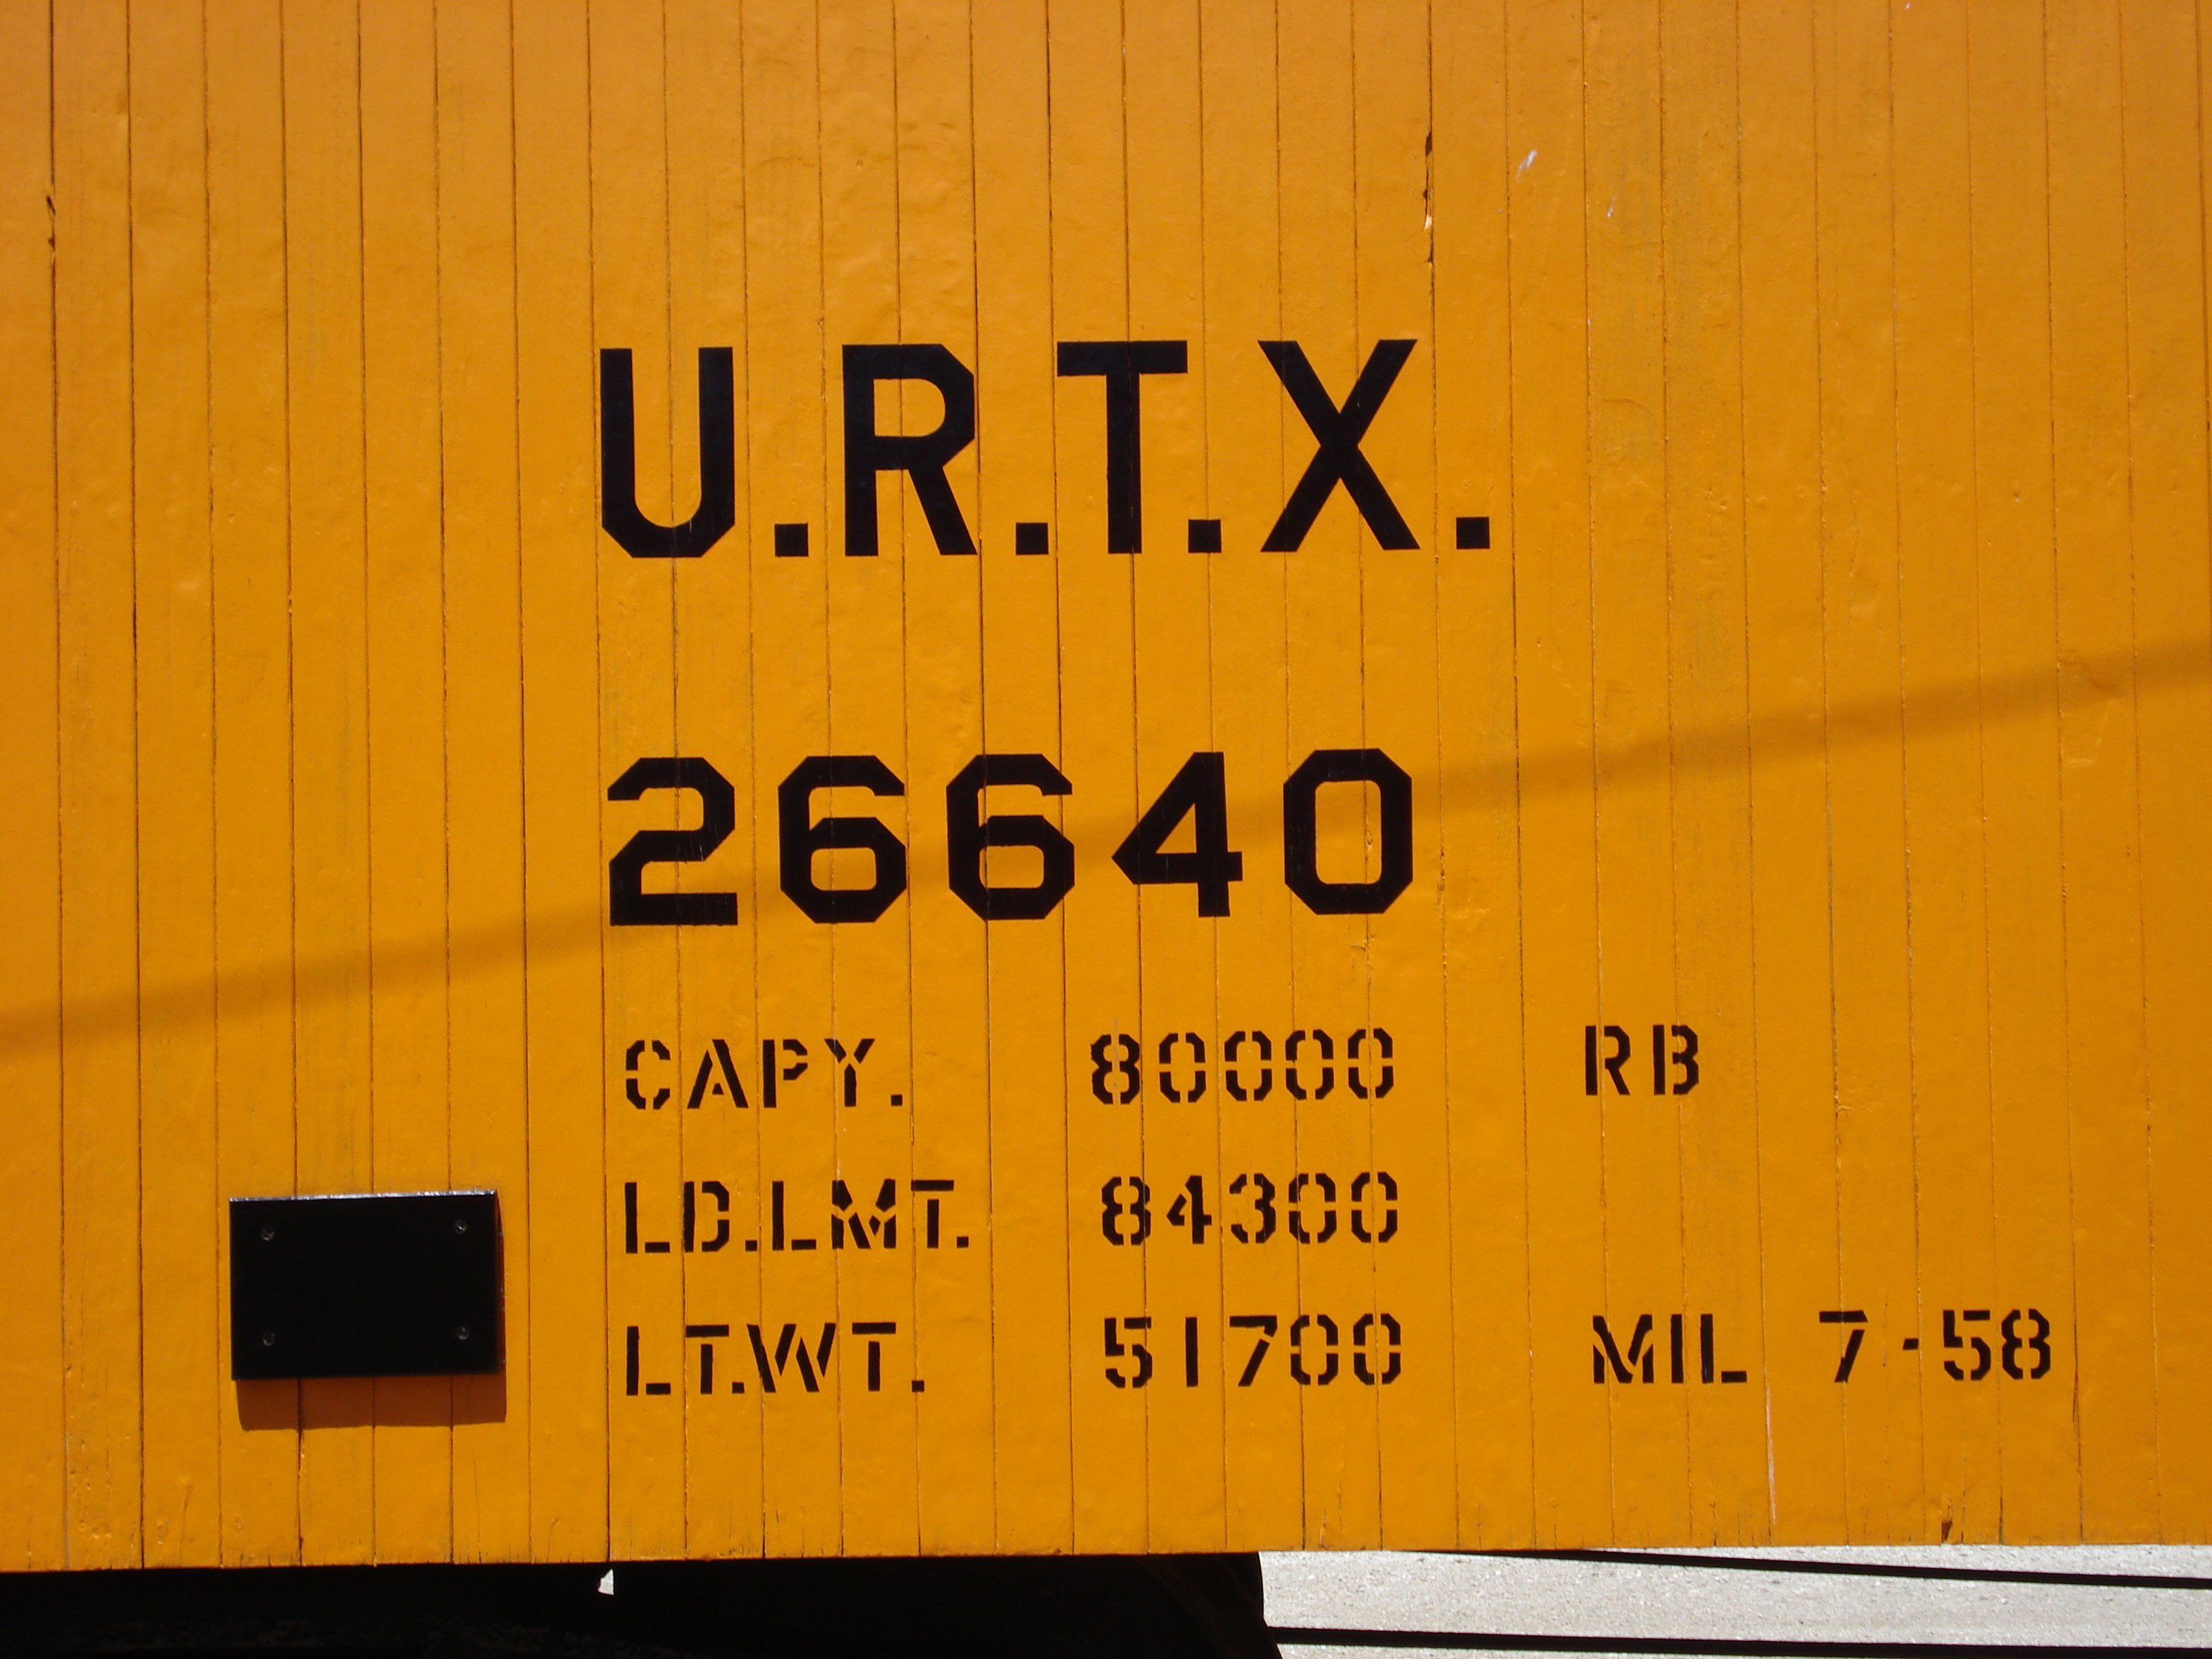 U.R.T.X.
26640
CAPY. 80000 RB
LD.LMT. 84300
LT.WT. 51700 MIL 7-58